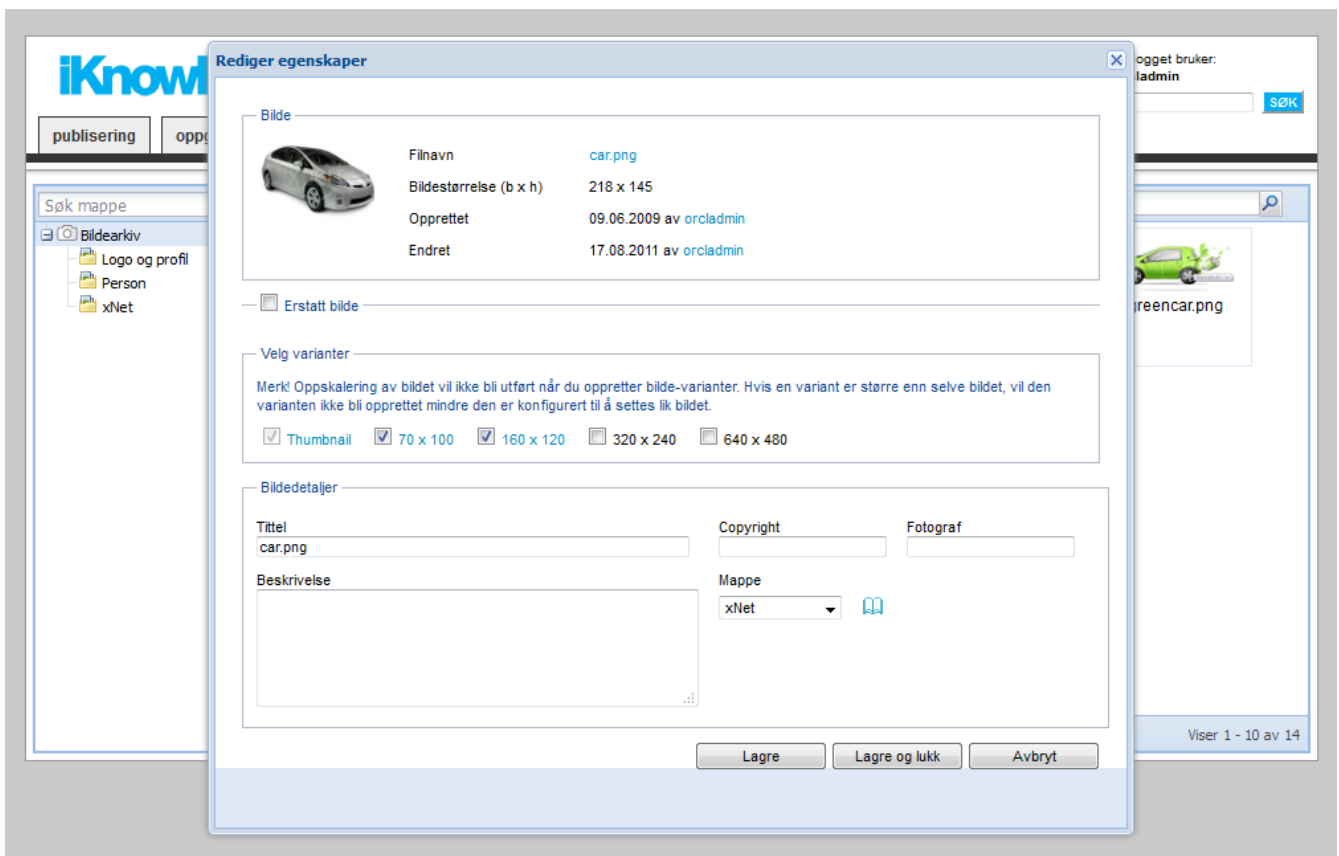 iKnowl
ogget bruker:
ladmin
SØK
publisering
oppg
Søk mappe
Bildearkiv
Logo og profil
Person
xNet
Rediger egenskaper
Bilde
Filnavn car.png
Bildestørrelse (b x h) 218 x 145
Opprettet 09.06.2009 av orcladmin
Endret 17.08.2011 av orcladmin
Erstatt bilde
Velg varianter
Merk! Oppskalering av bildet vil ikke bli utført når du oppretter bilde-varianter. Hvis en variant er større enn selve bildet, vil den
varianten ikke bli opprettet mindre den er konfigurert til å settes lik bildet.
Thumbnail 70 x 100 160 x 120 320 x 240 640 x 480
Bildedetaljer
Tittel Copyright Fotograf
car.png
Beskrivelse Mappe
xNet
Lagre Lagre og lukk Avbryt
reencar.png
Viser 1 - 10 av 14